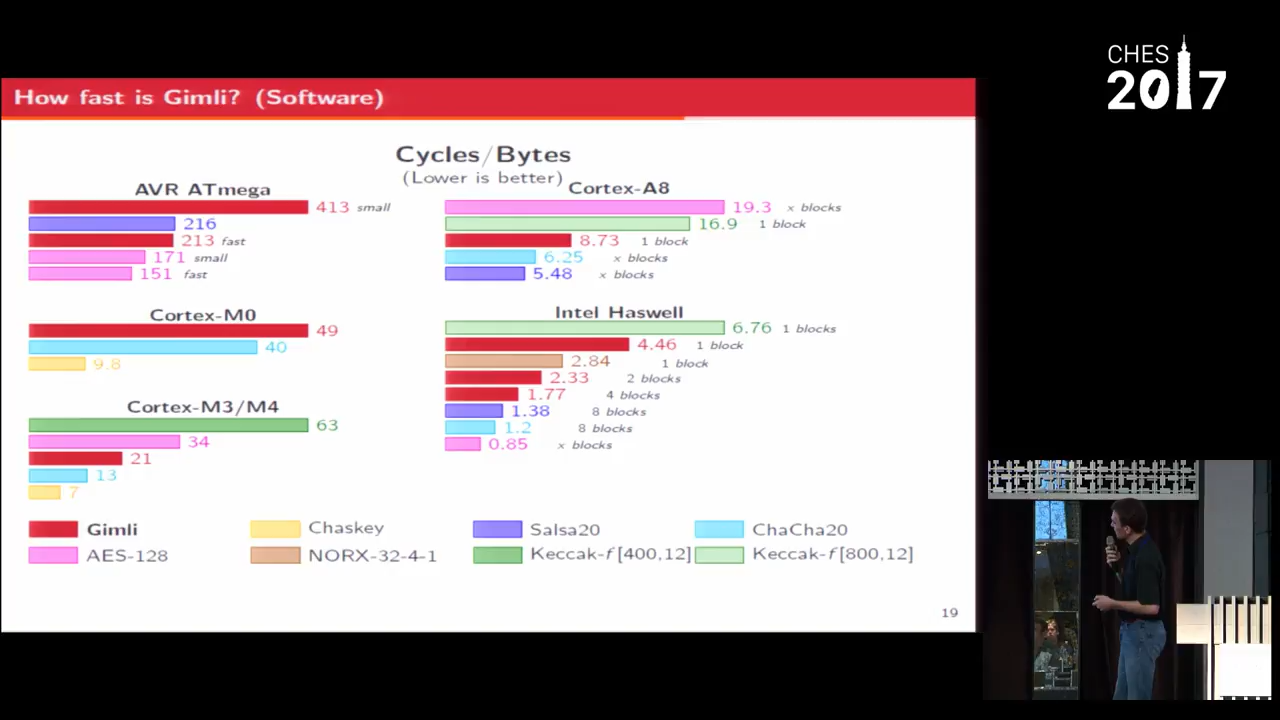 CHES
2017
How fast is Gimli? (Software)
Cycles/Bytes
(Lower is better)
AVR ATmega
413 small
216
213 fast
171 small
151 fast
Cortex-M0
49
40
9.8
Cortex-M3/M4
63
34
21
13
7
Cortex-A8
19.3 x blocks
16.9 1 block
8.73 1 block
6.25 x blocks
5.48 x blocks
Intel Haswell
6.76 1 blocks
4.46 1 block
2.84 1 block
2.33 2 blocks
1.77 4 blocks
1.38 8 blocks
1.2 8 blocks
0.85 x blocks
Gimli Chaskey Salsa20 ChaCha20
AES-128 NORX-32-4-1 Keccak-f[400,12] Keccak-f[800,12]
19